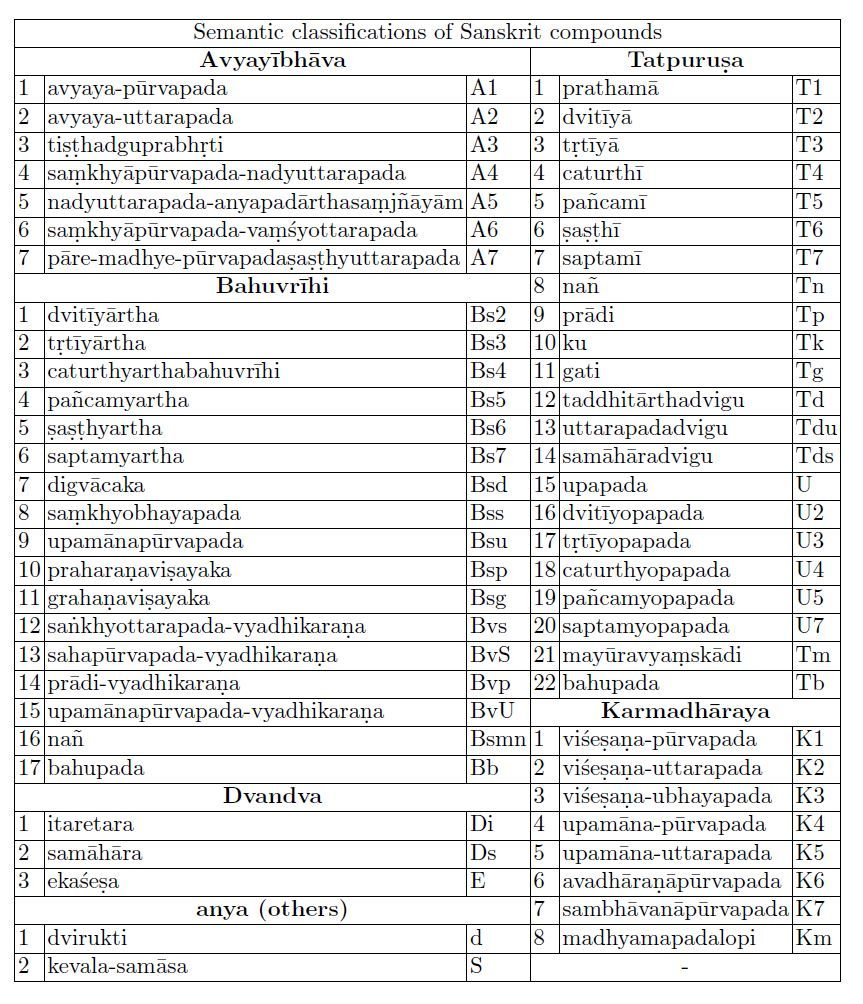 Semantic classifications of Sanskrit compounds
Avyayībhāva
1 avyaya-pūrvapada A1
2 avyaya-uttarapada A2
3 tiṣṭhadguprabhṛti A3
4 saṃkhyāpūrvapada-nadyuttarapada A4
5 nadyuttarapada-anyapadārthasaṃjñāyām A5
6 saṃkhyāpūrvapada-vaṃśyottarapada A6
7 pāre-madhye-pūrvapadaṣaṣṭhyuttarapada A7
Bahuvrīhi
1 dvitīyārtha Bs2
2 tṛtīyārtha Bs3
3 caturthyarthabahuvrīhi Bs4
4 pañcamyartha Bs5
5 ṣaṣṭhyartha Bs6
6 saptamyartha Bs7
7 digvācaka Bsd
8 saṃkhyobhayapada Bss
9 upamānapūrvapada Bsu
10 praharaṇaviṣayaka Bsp
11 grahaṇaviṣayaka Bsg
12 saṅkhyottarapada-vyadhikaraṇa Bvs
13 sahapūrvapada-vyadhikaraṇa BvS
14 prādi-vyadhikaraṇa Bvp
15 upamānapūrvapada-vyadhikaraṇa BvU
16 nañ Bsmn
17 bahupada Bb
Dvandva
1 itaretara Di
2 samāhāra Ds
3 ekaśeṣa E
anya (others)
1 dvirukti d
2 kevala-samāsa S
Tatpuruṣa
1 prathamā T1
2 dvitīyā T2
3 tṛtīyā T3
4 caturthī T4
5 pañcamī T5
6 ṣaṣṭhī T6
7 saptamī T7
8 nañ Tn
9 prādi Tp
10 ku Tk
11 gati Tg
12 taddhitārthadvigu Td
13 uttarapadadvigu Tdu
14 samāhāradvigu Tds
15 upapada U
16 dvitīyopapada U2
17 tṛtīyopapada U3
18 caturthyopapada U4
19 pañcamyopapada U5
20 saptamyopapada U7
21 mayūravyaṃskādi Tm
22 bahupada Tb
Karmadhāraya
1 viśeṣaṇa-pūrvapada K1
2 viśeṣaṇa-uttarapada K2
3 viśeṣaṇa-ubhayapada K3
4 upamāna-pūrvapada K4
5 upamāna-uttarapada K5
6 avadhāraṇāpūrvapada K6
7 sambhāvanāpūrvapada K7
8 madhyamapadalopi Km
-